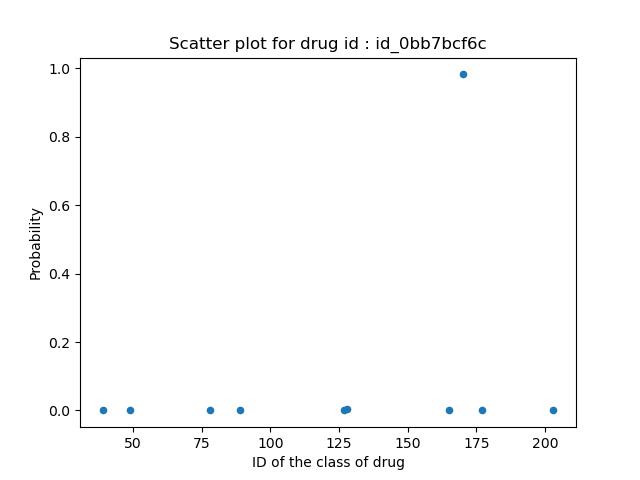 Scatter plot for drug id : id_0bb7bcf6c
1.0
0.8
0.6
0.4
0.2
0.0
Probability
50 75 100 125 150 175 200
ID of the class of drug